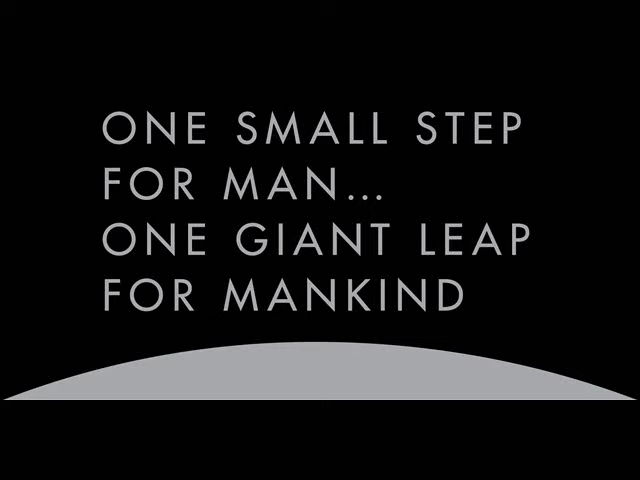 ONE SMALL STEP
FOR MAN...
ONE GIANT LEAP
FOR MANKIND